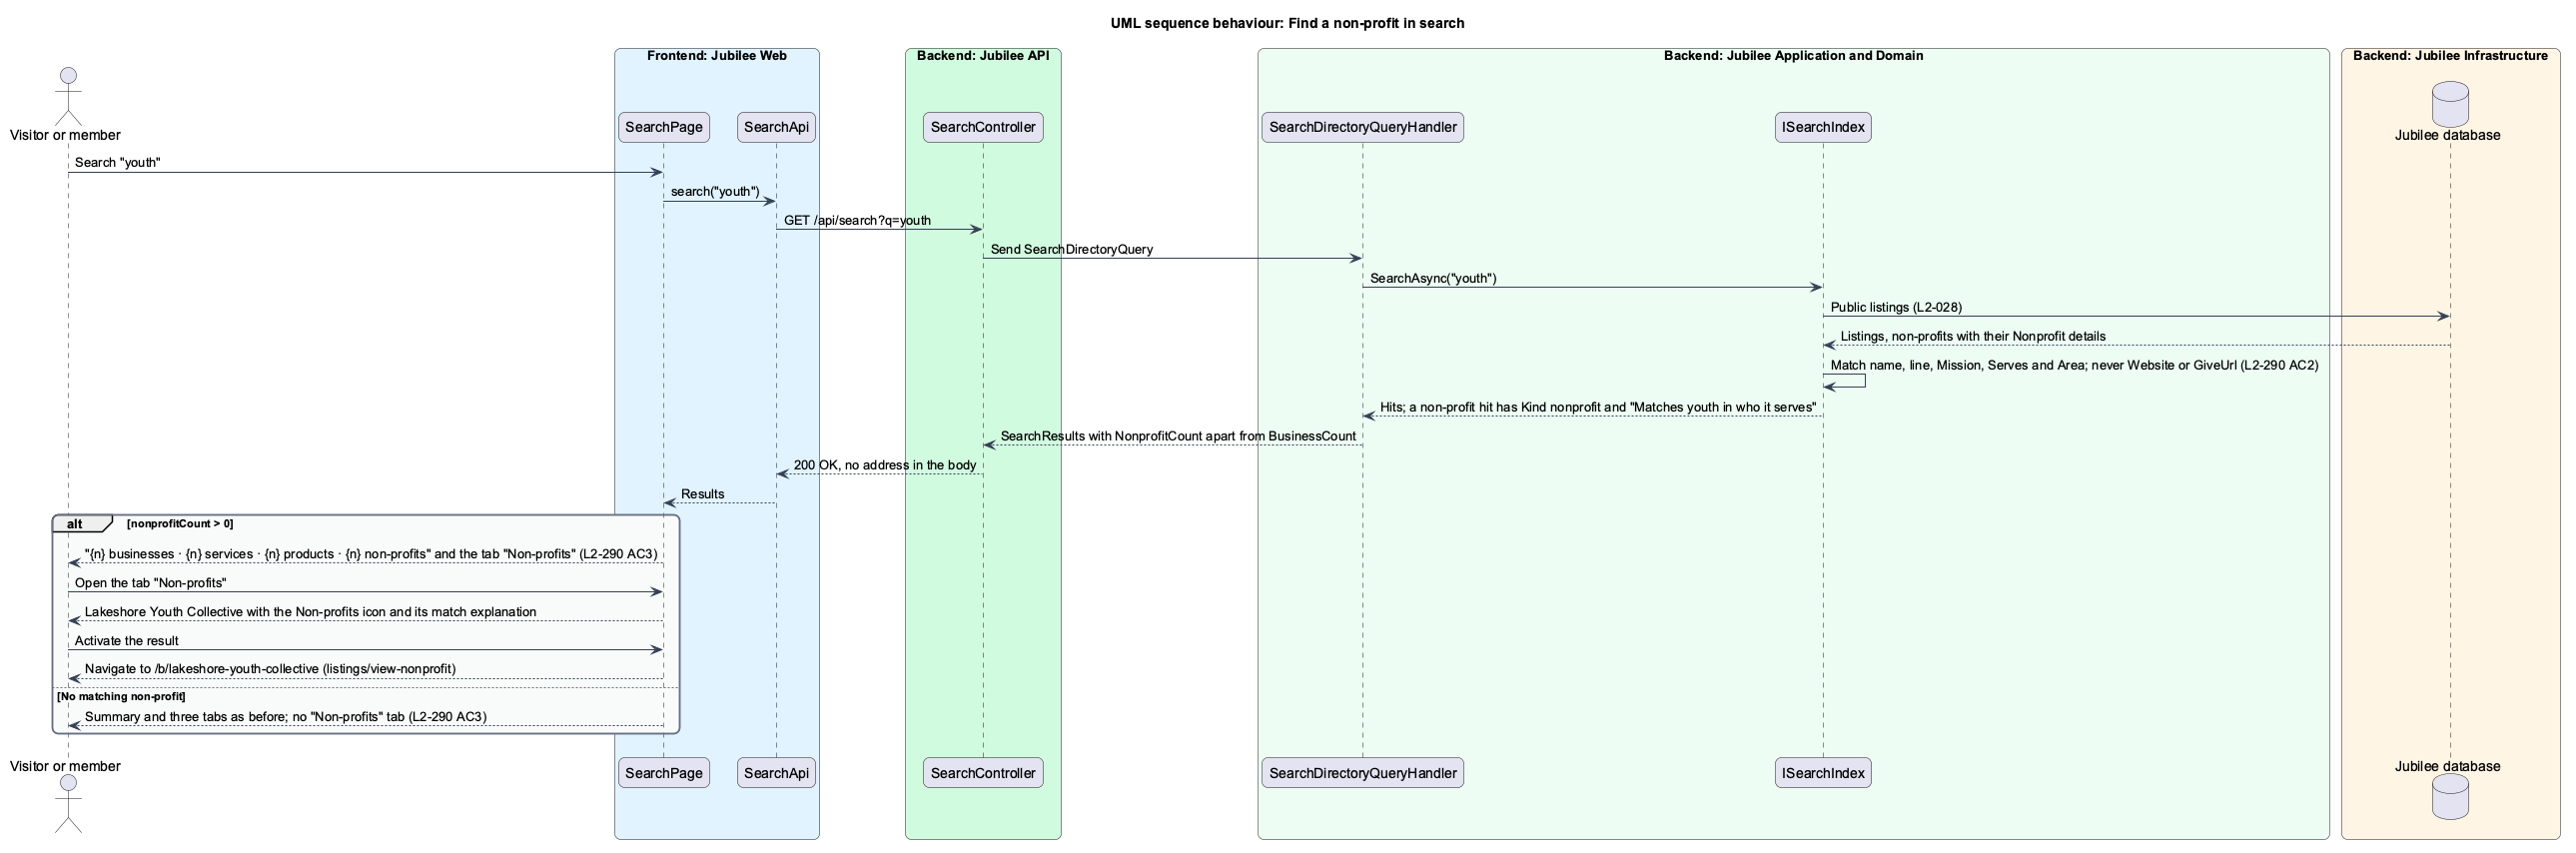 UML sequence behaviour: Find a non-profit in search
Frontend: Jubilee Web
Backend: Jubilee API
Backend: Jubilee Application and Domain
Backend: Jubilee Infrastructure
Visitor or member
SearchPage
SearchApi
SearchController
SearchDirectoryQueryHandler
ISearchIndex
Jubilee database
Search "youth"
search("youth")
GET /api/search?q=youth
Send SearchDirectoryQuery
SearchAsync("youth")
Public listings (L2-028)
Listings, non-profits with their Nonprofit details
Match name, line, Mission, Serves and Area; never Website or GiveUrl (L2-290 AC2)
Hits; a non-profit hit has Kind nonprofit and "Matches youth in who it serves"
SearchResults with NonprofitCount apart from BusinessCount
200 OK, no address in the body
Results
alt [nonprofitCount > 0]
"{n} businesses · {n} services · {n} products · {n} non-profits" and the tab "Non-profits" (L2-290 AC3)
Open the tab "Non-profits"
Lakeshore Youth Collective with the Non-profits icon and its match explanation
Activate the result
Navigate to /b/lakeshore-youth-collective (listings/view-nonprofit)
[No matching non-profit]
Summary and three tabs as before; no "Non-profits" tab (L2-290 AC3)
Visitor or member
SearchPage
SearchApi
SearchController
SearchDirectoryQueryHandler
ISearchIndex
Jubilee database